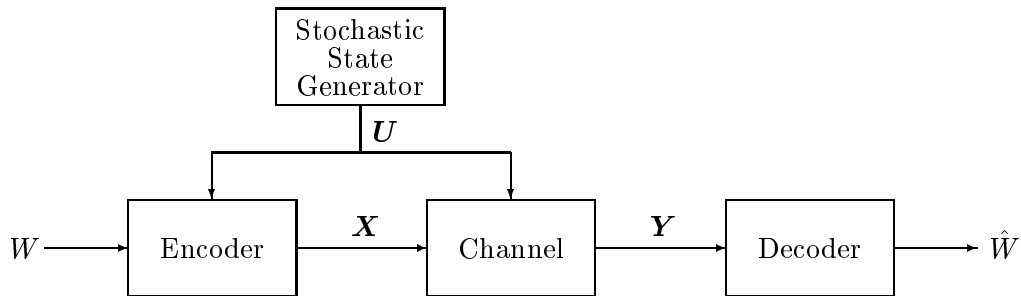 Stochastic
State
Generator
U
W Encoder X Channel Y Decoder Ŵ